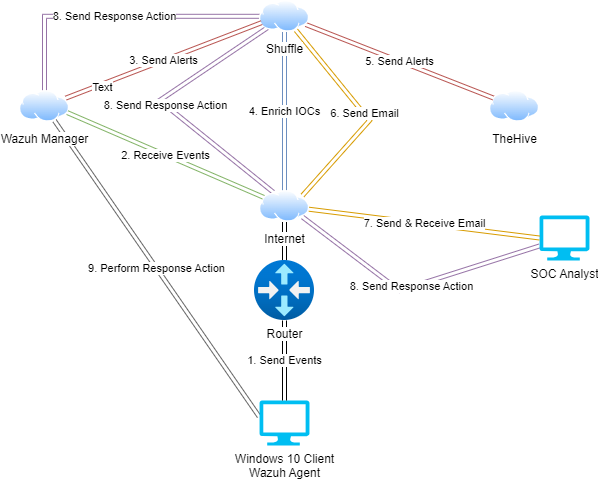 8. Send Response Action
Shuffle
3. Send Alerts
5. Send Alerts
Text
8. Send Response Action
4. Enrich IOCs
6. Send Email
Wazuh Manager
TheHive
2. Receive Events
7. Send & Receive Email
Internet
SOC Analyst
9. Perform Response Action
8. Send Response Action
Router
1. Send Events
Windows 10 Client
Wazuh Agent